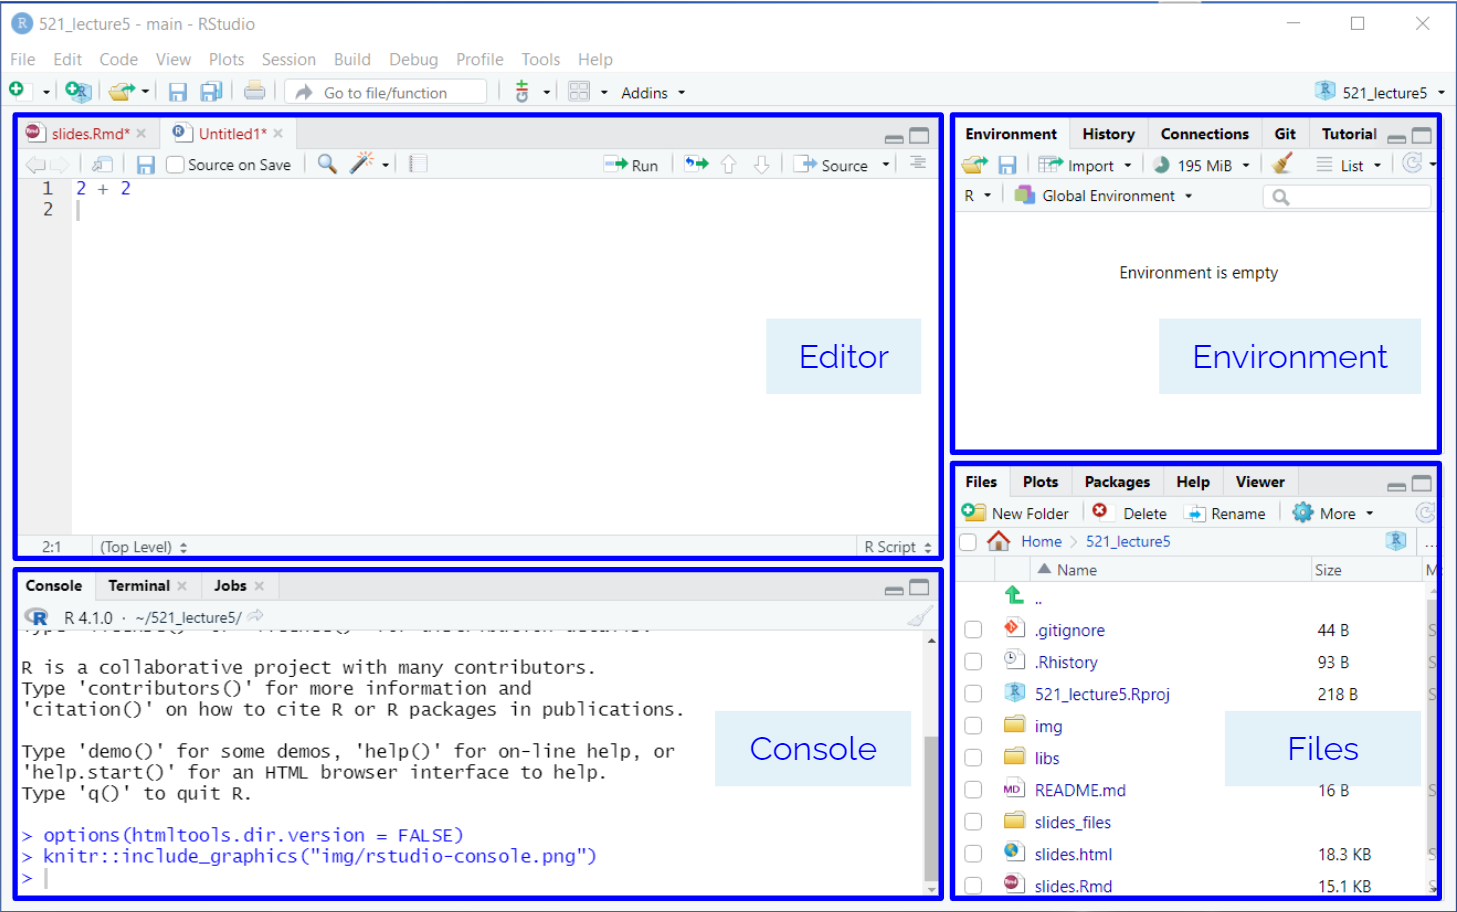 521_lecture5 - main - RStudio
File Edit Code View Plots Session Build Debug Profile Tools Help
Go to file/function Addins 521_lecture5
slides.Rmd* Untitled1*
Source on Save Run Source
1 2 + 2
2
Editor
2:1 (Top Level) R Script
Console Terminal Jobs
R 4.1.0 · ~/521_lecture5/
R is a collaborative project with many contributors.
Type 'contributors()' for more information and
'citation()' on how to cite R or R packages in publications.
Type 'demo()' for some demos, 'help()' for on-line help, or
'help.start()' for an HTML browser interface to help.
Type 'q()' to quit R.
> options(htmltools.dir.version = FALSE)
> knitr::include_graphics("img/rstudio-console.png")
>
Console
Environment History Connections Git Tutorial
Import 195 MiB List
R Global Environment
Environment is empty
Environment
Files Plots Packages Help Viewer
New Folder Delete Rename More
Home 521_lecture5 ...
Name Size
..
.gitignore 44 B
.Rhistory 93 B
521_lecture5.Rproj 218 B
img
libs
README.md 16 B
slides_files
slides.html 18.3 KB
slides.Rmd 15.1 KB
Files